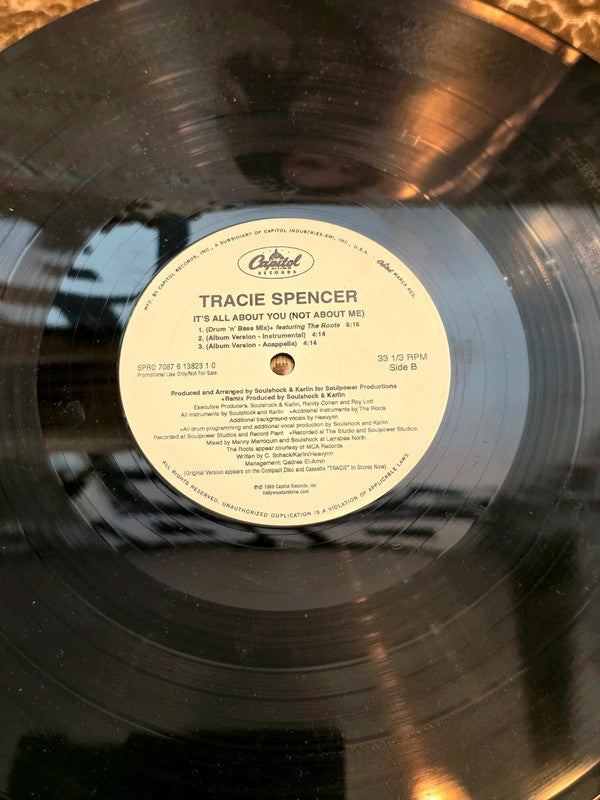 MFD. BY CAPITOL RECORDS, INC., A SUBSIDIARY OF CAPITOL INDUSTRIES-EMI, INC., U.S.A. · Capitol MARCA REG.
Capitol
RECORDS
TRACIE SPENCER
IT'S ALL ABOUT YOU (NOT ABOUT ME)
1. (Drum 'n' Bass Mix)+ featuring The Roots 6:16
2. (Album Version - Instrumental) 4:14
3. (Album Version - Acappella) 4:14
SPRO 7087 6 13823 1 0
Promotional Use Only/Not For Sale
33 1/3 RPM
Side B
Produced and Arranged by Soulshock & Karlin for Soulpower Productions
+Remix Produced by Soulshock & Karlin
Executive Producers: Soulshock & Karlin, Randy Cohen and Roy Lott
All instruments by Soulshock and Karlin +Additional instruments by The Roots
Additional background vocals by Heavynn
+All drum programming and additional vocal production by Soulshock and Karlin
Recorded at Soulpower Studios and Record Plant +Recorded at The Studio and Soulpower Studios
Mixed by Manny Marroquin and Soulshock at Larrabee North
The Roots appear courtesy of MCA Records
Written by C. Schack/Karlin/Heavynn
Management: Qadree El-Amin
(Original Version appears on the Compact Disc and Cassette "TRACIE" In Stores Now)
℗© 1999 Capitol Records, Inc.
hollywoodandvine.com
ALL RIGHTS RESERVED. UNAUTHORIZED DUPLICATION IS A VIOLATION OF APPLICABLE LAWS